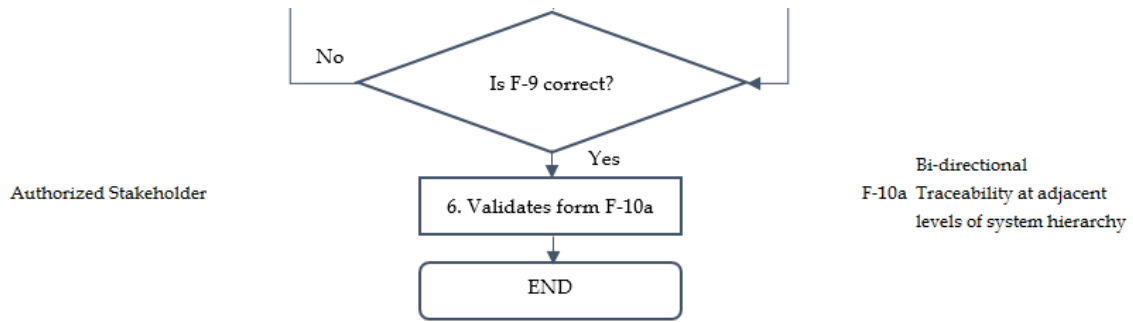 No
Is F-9 correct?
Yes
Authorized Stakeholder
6. Validates form F-10a
Bi-directional
F-10a Traceability at adjacent
levels of system hierarchy
END